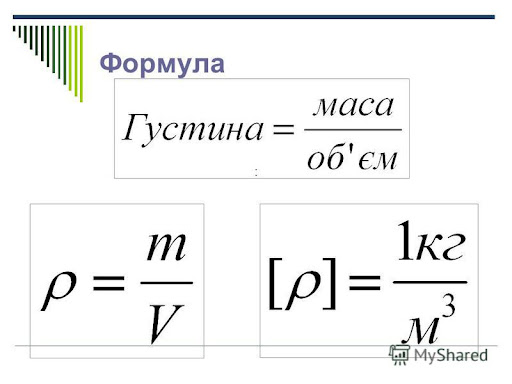 Формула
Густина = маса / об'єм
:
ρ = m / V
[ρ] = 1кг / м³
MyShared